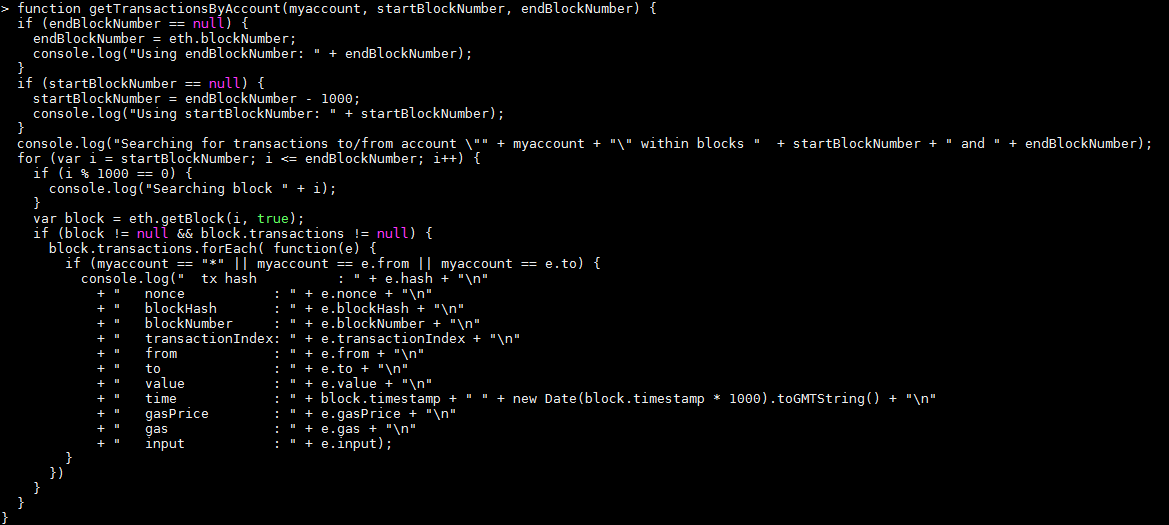 > function getTransactionsByAccount(myaccount, startBlockNumber, endBlockNumber) {
  if (endBlockNumber == null) {
    endBlockNumber = eth.blockNumber;
    console.log("Using endBlockNumber: " + endBlockNumber);
  }
  if (startBlockNumber == null) {
    startBlockNumber = endBlockNumber - 1000;
    console.log("Using startBlockNumber: " + startBlockNumber);
  }
  console.log("Searching for transactions to/from account \"" + myaccount + "\" within blocks "  + startBlockNumber + " and " + endBlockNumber);
  for (var i = startBlockNumber; i <= endBlockNumber; i++) {
    if (i % 1000 == 0) {
      console.log("Searching block " + i);
    }
    var block = eth.getBlock(i, true);
    if (block != null && block.transactions != null) {
      block.transactions.forEach( function(e) {
        if (myaccount == "*" || myaccount == e.from || myaccount == e.to) {
          console.log("  tx hash          : " + e.hash + "\n"
            + "   nonce           : " + e.nonce + "\n"
            + "   blockHash       : " + e.blockHash + "\n"
            + "   blockNumber     : " + e.blockNumber + "\n"
            + "   transactionIndex: " + e.transactionIndex + "\n"
            + "   from            : " + e.from + "\n"
            + "   to              : " + e.to + "\n"
            + "   value           : " + e.value + "\n"
            + "   time            : " + block.timestamp + " " + new Date(block.timestamp * 1000).toGMTString() + "\n"
            + "   gasPrice        : " + e.gasPrice + "\n"
            + "   gas             : " + e.gas + "\n"
            + "   input           : " + e.input);
        }
      })
    }
  }
}